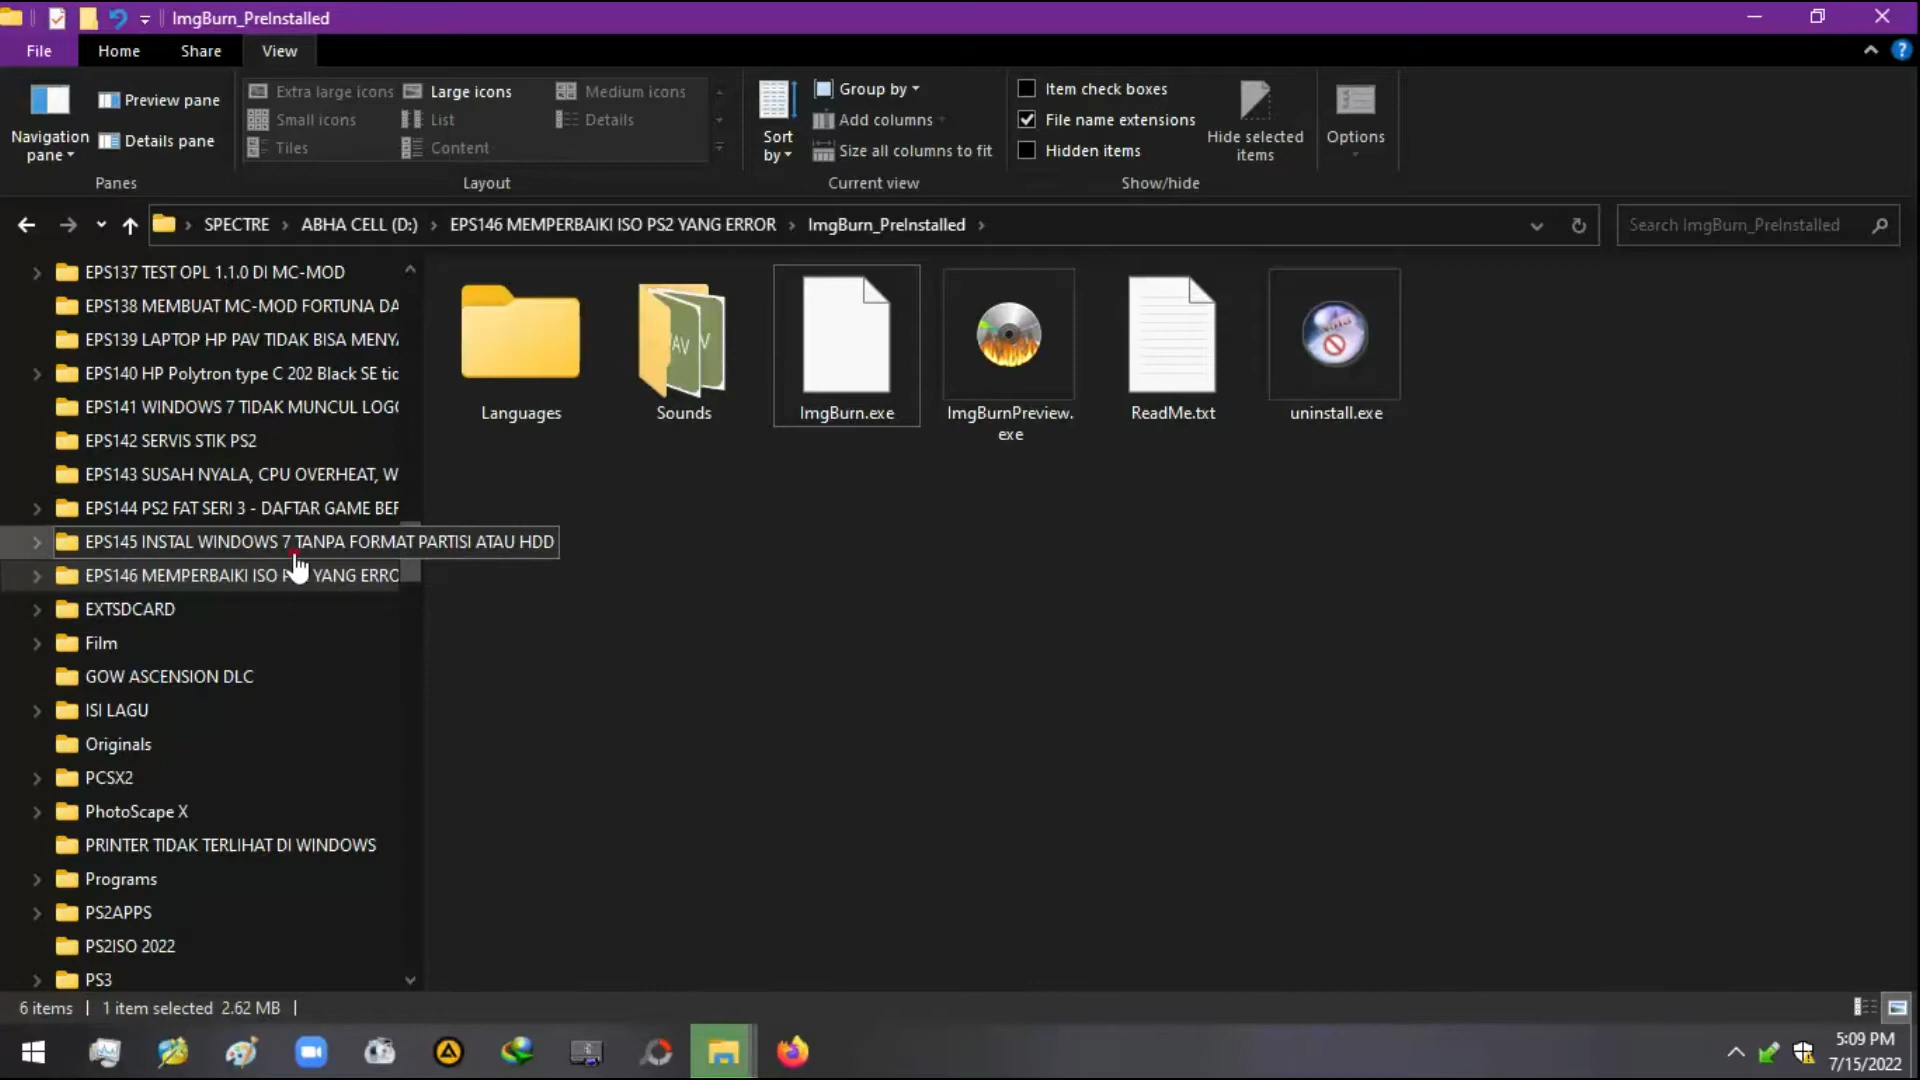 ImgBurn_PreInstalled
File
Home
Share
View
Navigation pane
Preview pane
Details pane
Panes
Extra large icons
Large icons
Medium icons
Small icons
List
Details
Tiles
Content
Layout
Sort by
Group by
Add columns
Size all columns to fit
Current view
Item check boxes
File name extensions
Hidden items
Hide selected items
Show/hide
Options
SPECTRE > ABHA CELL (D:) > EPS146 MEMPERBAIKI ISO PS2 YANG ERROR > ImgBurn_PreInstalled >
Search ImgBurn_PreInstalled
EPS137 TEST OPL 1.1.0 DI MC-MOD
EPS138 MEMBUAT MC-MOD FORTUNA DA
EPS139 LAPTOP HP PAV TIDAK BISA MENY
EPS140 HP Polytron type C 202 Black SE tid
EPS141 WINDOWS 7 TIDAK MUNCUL LOG
EPS142 SERVIS STIK PS2
EPS143 SUSAH NYALA, CPU OVERHEAT, W
EPS144 PS2 FAT SERI 3 - DAFTAR GAME BER
EPS145 INSTAL WINDOWS 7 TANPA FORMAT PARTISI ATAU HDD
EPS146 MEMPERBAIKI ISO YANG ERRO
EXTSDCARD
Film
GOW ASCENSION DLC
ISI LAGU
Originals
PCSX2
PhotoScape X
PRINTER TIDAK TERLIHAT DI WINDOWS
Programs
PS2APPS
PS2ISO 2022
PS3
Languages
Sounds
ImgBurn.exe
ImgBurnPreview.exe
ReadMe.txt
uninstall.exe
6 items
1 item selected 2.62 MB
5:09 PM
7/15/2022